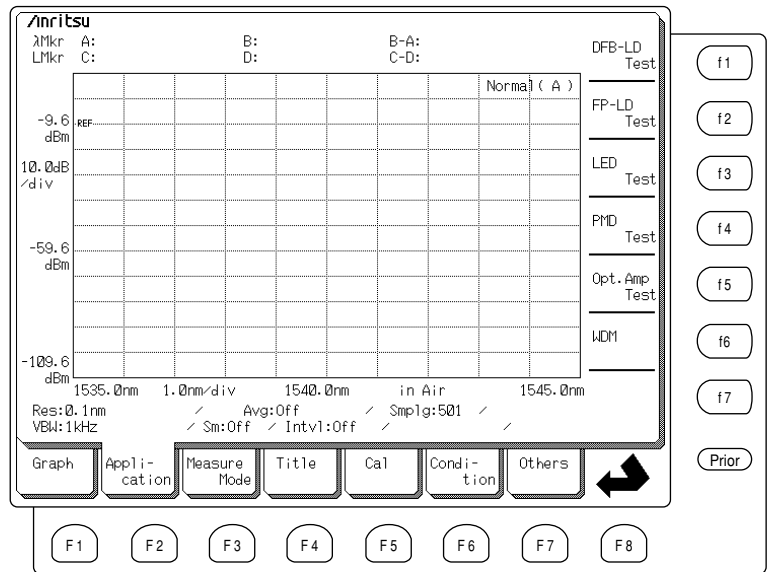 Anritsu
λMkr A: B: B-A:
LMkr C: D: C-D:
Normal ( A )
-9.6
dBm
REF
10.0dB
/div
-59.6
dBm
-109.6
dBm
1535.0nm 1.0nm/div 1540.0nm in Air 1545.0nm
Res:0.1nm / Avg:Off / Smplg:501 /
VBW:1kHz / Sm:Off / Intvl:Off / /
DFB-LD
Test
FP-LD
Test
LED
Test
PMD
Test
Opt.Amp
Test
WDM
f1
f2
f3
f4
f5
f6
f7
Prior
Graph
Appli-
cation
Measure
Mode
Title
Cal
Condi-
tion
Others
F1 F2 F3 F4 F5 F6 F7 F8